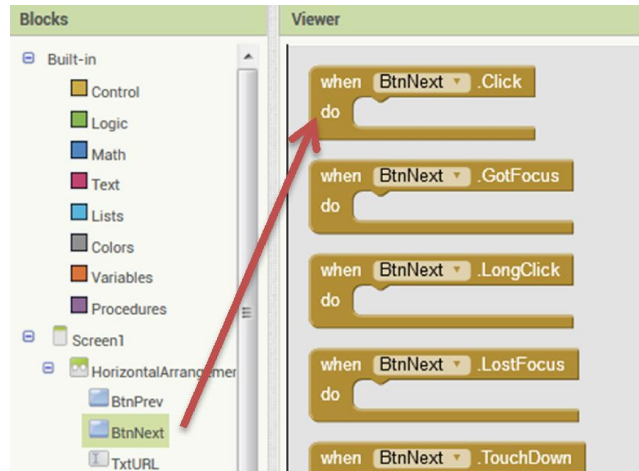 Blocks
Built-in
Control
Logic
Math
Text
Lists
Colors
Variables
Procedures
Screen1
HorizontalArrangemer
BtnPrev
BtnNext
TxtURL
Viewer
when BtnNext .Click
do
when BtnNext .GotFocus
do
when BtnNext .LongClick
do
when BtnNext .LostFocus
do
when BtnNext .TouchDown